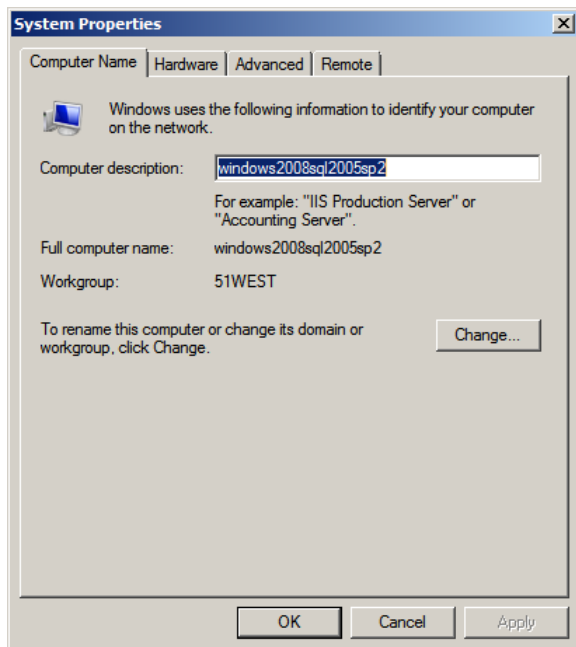 System Properties
Computer Name Hardware Advanced Remote
Windows uses the following information to identify your computer
on the network.
Computer description: windows2008sql2005sp2
For example: "IIS Production Server" or
"Accounting Server".
Full computer name: windows2008sql2005sp2
Workgroup: 51WEST
To rename this computer or change its domain or
workgroup, click Change.
Change...
OK Cancel Apply